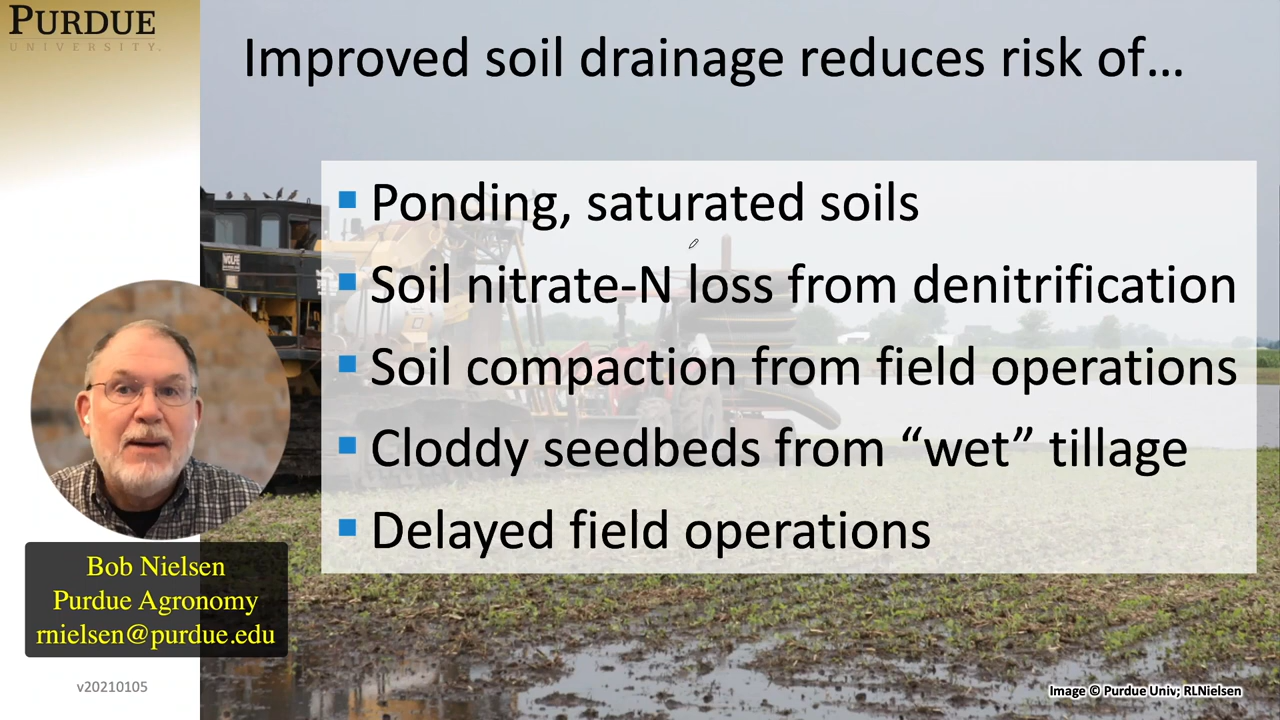 PURDUE
UNIVERSITY.
Improved soil drainage reduces risk of…
Ponding, saturated soils
Soil nitrate-N loss from denitrification
Soil compaction from field operations
Cloddy seedbeds from “wet” tillage
Delayed field operations
WOLFE
Bob Nielsen
Purdue Agronomy
rnielsen@purdue.edu
v20210105
Image © Purdue Univ; RLNielsen